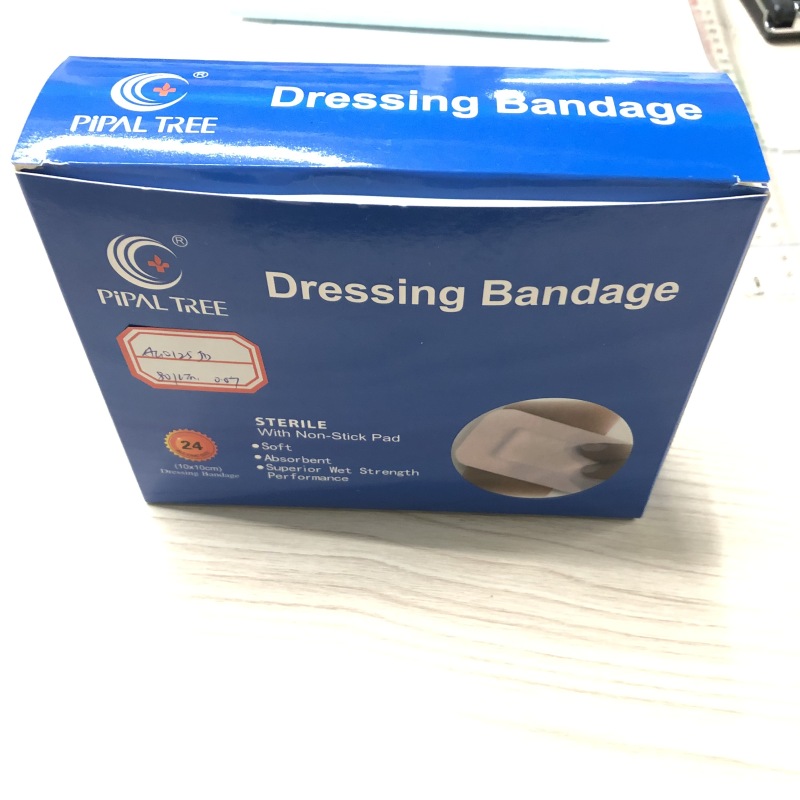 PIPAL TREE
®
Dressing Bandage
PiPAL TREE
®
Dressing Bandage
STERILE
With Non-Stick Pad
•Soft
•Absorbent
•Superior Wet Strength
Performance
24
(10x10cm)
Dressing Bandage